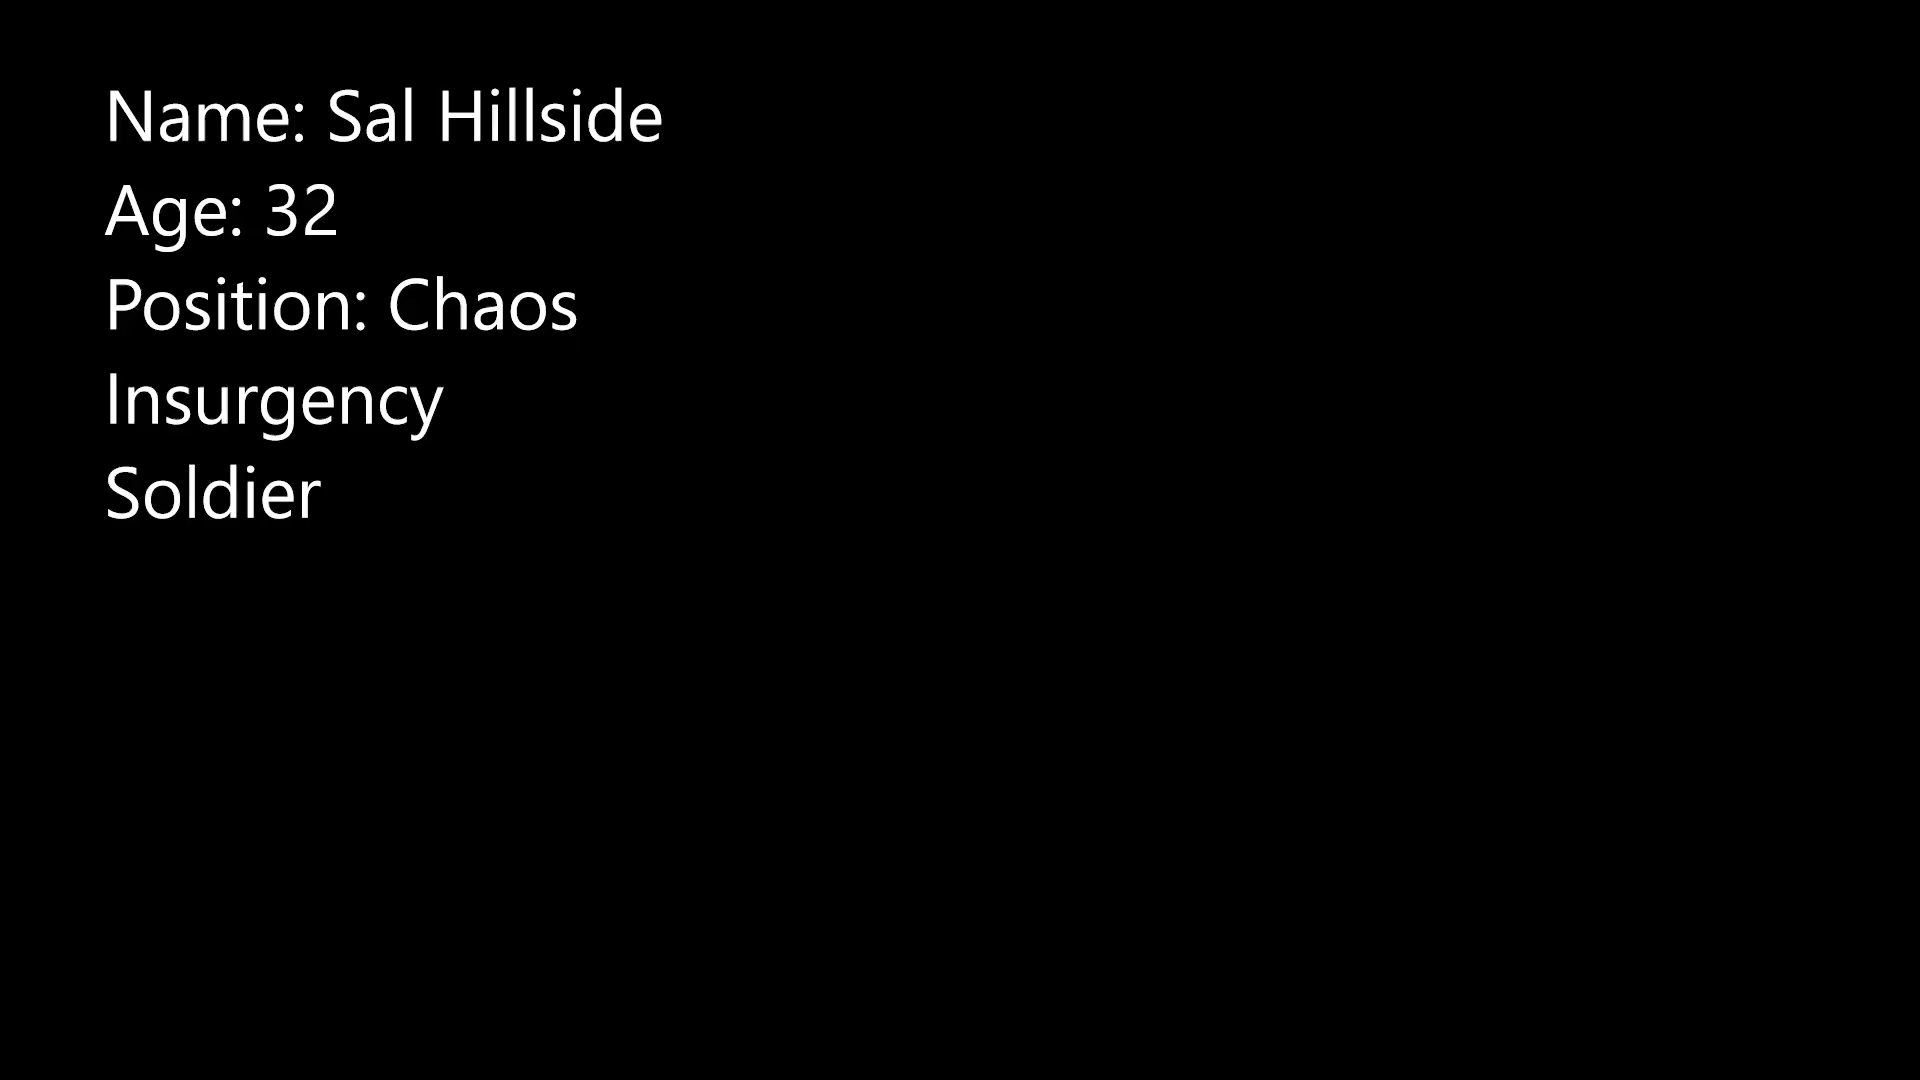 Name: Sal Hillside
Age: 32
Position: Chaos
Insurgency
Soldier